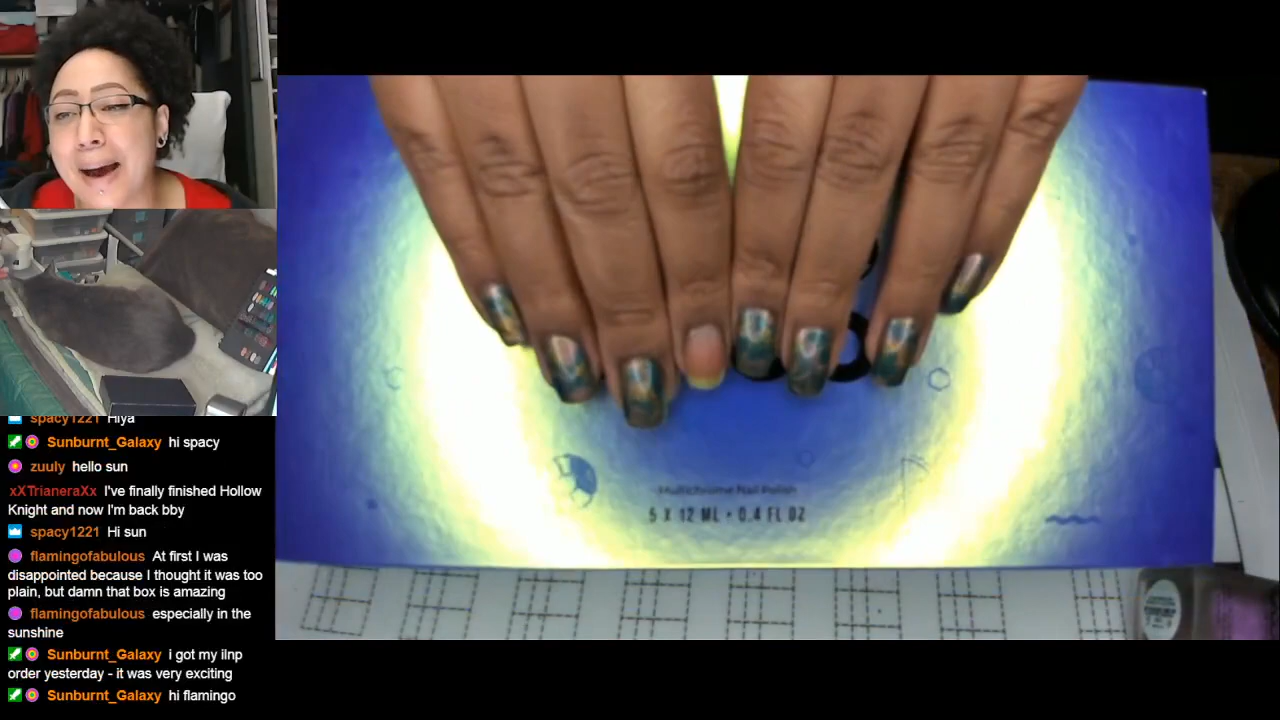 spacy1221 Hiya
Sunburnt_Galaxy hi spacy
zuuly hello sun
xXTrianeraXx I've finally finished Hollow
Knight and now I'm back bby
spacy1221 Hi sun
flamingofabulous At first I was
disappointed because I thought it was too
plain, but damn that box is amazing
flamingofabulous especially in the
sunshine
Sunburnt_Galaxy i got my ilnp
order yesterday - it was very exciting
Sunburnt_Galaxy hi flamingo
Multichrome Nail Polish
5 X 12 ML • 0.4 FL OZ